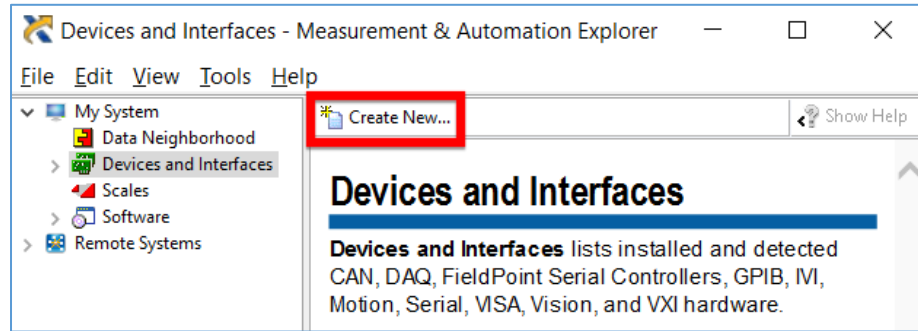 Devices and Interfaces - Measurement & Automation Explorer
File Edit View Tools Help
My System
Data Neighborhood
Devices and Interfaces
Scales
Software
Remote Systems
Create New...
Show Help
Devices and Interfaces
Devices and Interfaces lists installed and detected
CAN, DAQ, FieldPoint Serial Controllers, GPIB, IVI,
Motion, Serial, VISA, Vision, and VXI hardware.